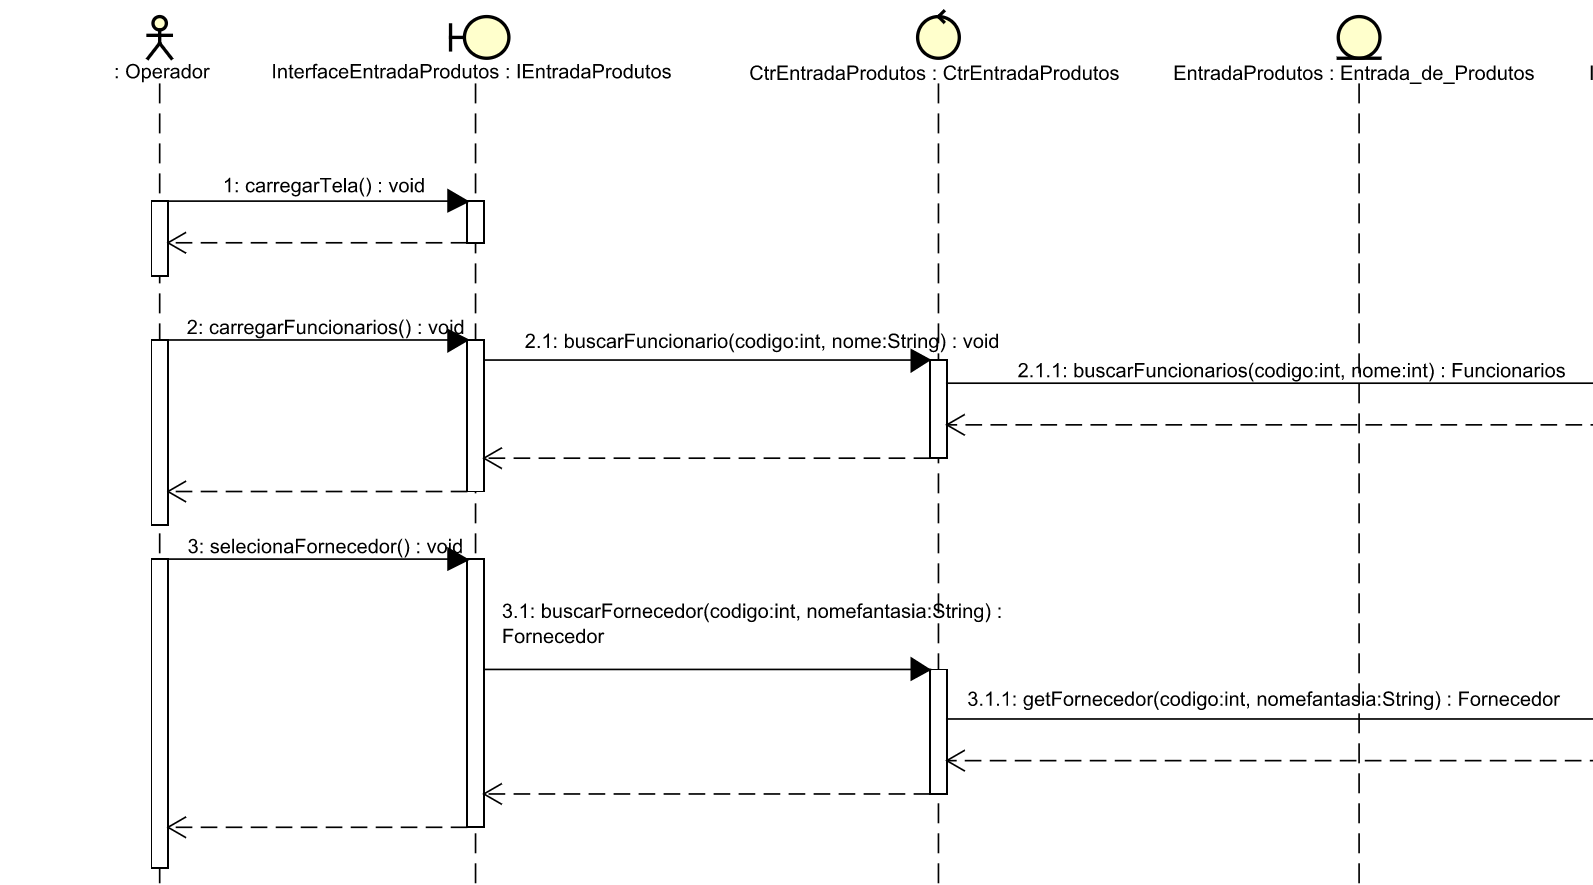 : Operador
InterfaceEntradaProdutos : IEntradaProdutos
CtrEntradaProdutos : CtrEntradaProdutos
EntradaProdutos : Entrada_de_Produtos
1: carregarTela() : void
2: carregarFuncionarios() : void
2.1: buscarFuncionario(codigo:int, nome:String) : void
2.1.1: buscarFuncionarios(codigo:int, nome:int) : Funcionarios
3: selecionaFornecedor() : void
3.1: buscarFornecedor(codigo:int, nomefantasia:String) :
Fornecedor
3.1.1: getFornecedor(codigo:int, nomefantasia:String) : Fornecedor